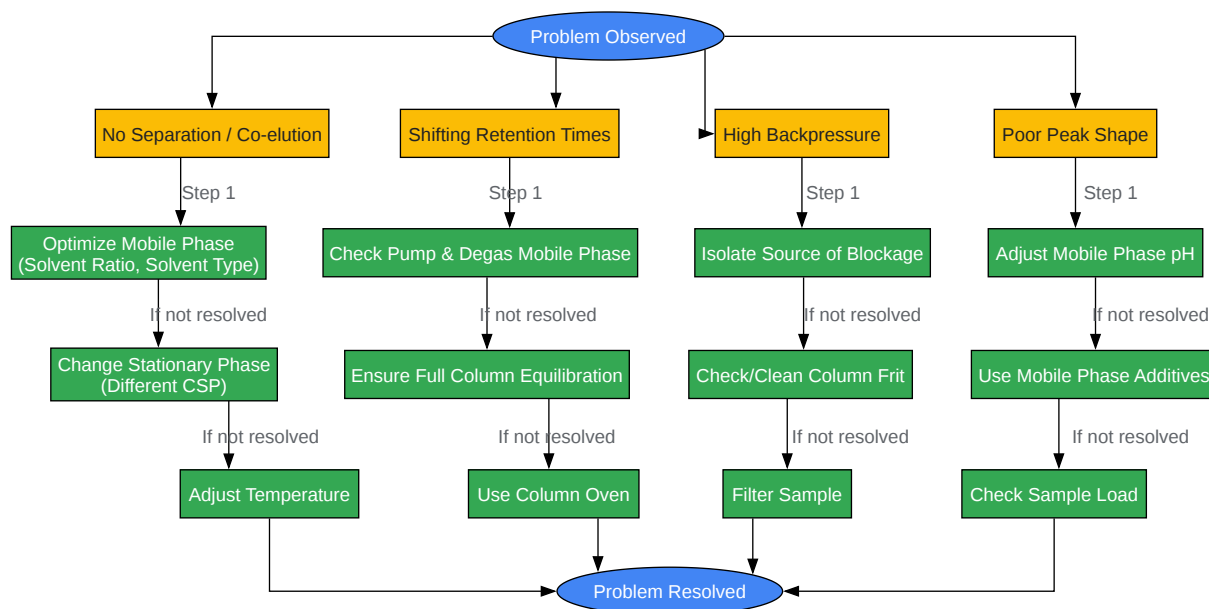 Problem Observed
No Separation / Co-elution
Shifting Retention Times
High Backpressure
Poor Peak Shape
Step 1
Step 1
Step 1
Step 1
Optimize Mobile Phase
(Solvent Ratio, Solvent Type)
Check Pump & Degas Mobile Phase
Isolate Source of Blockage
Adjust Mobile Phase pH
If not resolved
If not resolved
If not resolved
If not resolved
Change Stationary Phase
(Different CSP)
Ensure Full Column Equilibration
Check/Clean Column Frit
Use Mobile Phase Additives
If not resolved
If not resolved
If not resolved
If not resolved
Adjust Temperature
Use Column Oven
Filter Sample
Check Sample Load
Problem Resolved